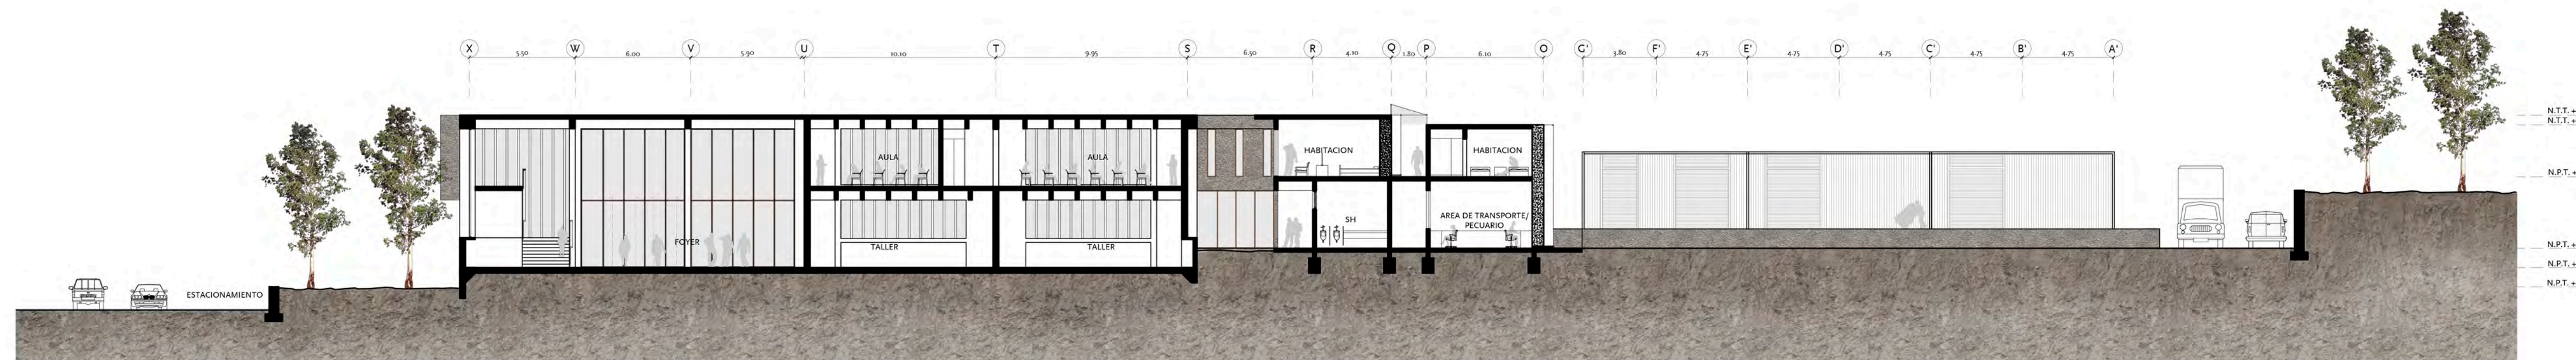 X 5.50 W 6.00 V 5.90 U 10.10 T 9.95 S 6.50 R 4.10 Q 1.80 P 6.10 O G' 3.80 F' 4.75 E' 4.75 D' 4.75 C' 4.75 B' 4.75 A'
N.T.T. +
N.T.T. +
HABITACION
HABITACION
AULA
AULA
N.P.T. +
AREA DE TRANSPORTE/
PECUARIO
SH
FOYER
TALLER
TALLER
N.P.T. +
N.P.T. +
N.P.T. +
ESTACIONAMIENTO